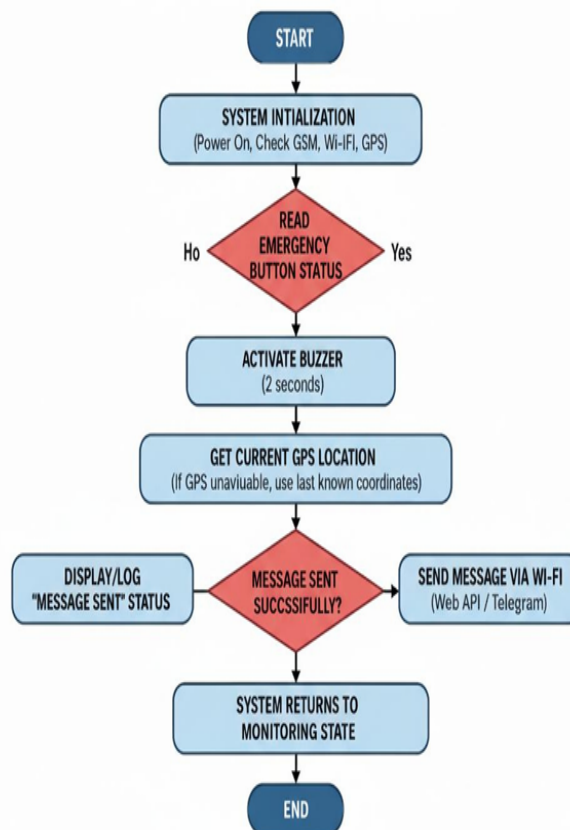 START
SYSTEM INTIALIZATION
(Power On, Check GSM, Wi-IFI, GPS)
READ
EMERGENCY
BUTTON STATUS
Ho
Yes
ACTIVATE BUZZER
(2 seconds)
GET CURRENT GPS LOCATION
(If GPS unaviuable, use last known coordinates)
DISPLAY/LOG
"MESSAGE SENT" STATUS
MESSAGE SENT
SUCCSSIFULLY?
SEND MESSAGE VIA WI-FI
(Web API / Telegram)
SYSTEM RETURNS TO
MONITORING STATE
END